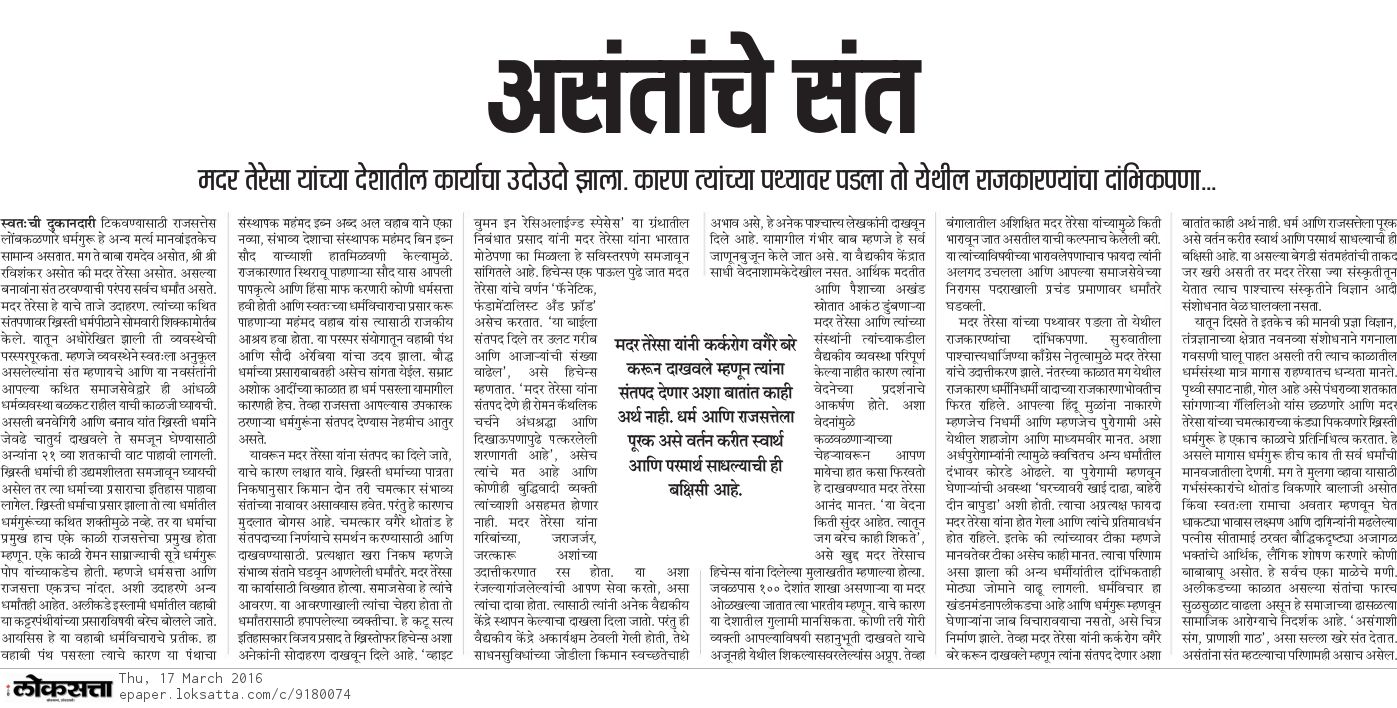 असंतांचे संत
मदर तेरेसा यांच्या देशातील कार्याचा उदोउदो झाला. कारण त्यांच्या पथ्यावर पडला तो येथील राजकारण्यांचा दांभिकपणा...
स्वतःची दुकानदारी टिकवण्यासाठी राजसत्तेस
लोंबकळणारे धर्मगुरू हे अन्य मर्त्य मानवांइतकेच
सामान्य असतात. मग ते बाबा रामदेव असोत, श्री श्री
रविशंकर असोत की मदर तेरेसा असोत. असल्या
बनावांना संत ठरवण्याची परंपरा सर्वच धर्मांत असते.
मदर तेरेसा हे याचे ताजे उदाहरण. त्यांच्या कथित
संतपणावर ख्रिस्ती धर्मपीठाने सोमवारी शिक्कामोर्तब
केले. यातून अधोरेखित झाली ती व्यवस्थेची
परस्परपूरकता. म्हणजे व्यवस्थेने स्वतःला अनुकूल
असलेल्यांना संत म्हणायचे आणि या नवसंतांनी
आपल्या कथित समाजसेवेद्वारे ही आंधळी
धर्मव्यवस्था बळकट राहील याची काळजी घ्यायची.
असली बनवेगिरी आणि बनाव यांत ख्रिस्ती धर्माने
जेवढे चातुर्य दाखवले ते समजून घेण्यासाठी
अन्यांना २१ व्या शतकाची वाट पाहावी लागली.
ख्रिस्ती धर्माची ही उद्यमशीलता समजावून घ्यायची
असेल तर त्या धर्माच्या प्रसाराचा इतिहास पाहावा
लागेल. ख्रिस्ती धर्माचा प्रसार झाला तो त्या धर्मातील
धर्मगुरूंच्या कथित शक्तीमुळे नव्हे. तर या धर्माचा
प्रमुख हाच एके काळी राजसत्तेचा प्रमुख होता
म्हणून. एके काळी रोमन साम्राज्याची सूत्रे धर्मगुरू
पोप यांच्याकडेच होती. म्हणजे धर्मसत्ता आणि
राजसत्ता एकत्रच नांदत. अशी उदाहरणे अन्य
धर्मांतही आहेत. अलीकडे इस्लामी धर्मातील वहाबी
या कट्टरपंथीयांच्या प्रसाराविषयी बरेच बोलले जाते.
आयसिस हे या वहाबी धर्मविचाराचे प्रतीक. हा
वहाबी पंथ पसरला त्याचे कारण या पंथाचा
संस्थापक महंमद इब्न अब्द अल वहाब याने एका
नव्या, संभाव्य देशाचा संस्थापक महंमद बिन इब्न
सौद याच्याशी हातमिळवणी केल्यामुळे.
राजकारणात स्थिरावू पाहणाऱ्या सौद यास आपली
पापकृत्ये आणि हिंसा माफ करणारी कोणी धर्मसत्ता
हवी होती आणि स्वतःच्या धर्मविचाराचा प्रसार करू
पाहणाऱ्या महंमद वहाब यांस त्यासाठी राजकीय
आश्रय हवा होता. या परस्पर संयोगातून वहाबी पंथ
आणि सौदी अरेबिया यांचा उदय झाला. बौद्ध
धर्माच्या प्रसाराबाबतही असेच सांगता येईल. सम्राट
अशोक आदींच्या काळात हा धर्म पसरला यामागील
कारणही हेच. तेव्हा राजसत्ता आपल्यास उपकारक
ठरणाऱ्या धर्मगुरूंना संतपद देण्यास नेहमीच आतुर
असते.
यावरून मदर तेरेसा यांना संतपद का दिले जाते,
याचे कारण लक्षात यावे. ख्रिस्ती धर्माच्या पात्रता
निकषानुसार किमान दोन तरी चमत्कार संभाव्य
संतांच्या नावावर असावयास हवेत. परंतु हे कारणच
मुदलात बोगस आहे. चमत्कार वगैरे थोतांड हे
संतपदाच्या निर्णयाचे समर्थन करण्यासाठी आणि
दाखवण्यासाठी. प्रत्यक्षात खरा निकष म्हणजे
संभाव्य संताने घडवून आणलेली धर्मांतरे. मदर तेरेसा
या कार्यासाठी विख्यात होत्या. समाजसेवा हे त्यांचे
आवरण. या आवरणाखाली त्यांचा चेहरा होता तो
धर्मांतरासाठी हपापलेल्या व्यक्तीचा. हे कटू सत्य
इतिहासकार विजय प्रसाद ते ख्रिस्तोफर हिचेन्स अशा
अनेकांनी सोदाहरण दाखवून दिले आहे. ‘व्हाइट
वुमन इन रेसिअलाईज्ड स्पेसेस’ या ग्रंथातील
निबंधात प्रसाद यांनी मदर तेरेसा यांना भारतात
मोठेपणा का मिळाला हे सविस्तरपणे समजावून
सांगितले आहे. हिचेन्स एक पाऊल पुढे जात मदत
तेरेसा यांचे वर्णन ‘फॅनेटिक,
फंडामेंटालिस्ट अँड फ्रॉड’
असेच करतात. ‘या बाईला
संतपद दिले तर उलट गरीब
आणि आजाऱ्यांची संख्या
वाढेल’, असे हिचेन्स
म्हणतात. ‘मदर तेरेसा यांना
संतपद देणे ही रोमन कॅथलिक
चर्चने अंधश्रद्धा आणि
दिखाऊपणापुढे पत्करलेली
शरणागती आहे’, असेच
त्यांचे मत आहे आणि
कोणीही बुद्धिवादी व्यक्ती
त्यांच्याशी असहमत होणार
नाही. मदर तेरेसा यांना
गरिबांच्या, जराजर्जर,
जरत्कारू अशांच्या
उदात्तीकरणात रस होता. या अशा
रंजल्यागांजलेल्यांची आपण सेवा करतो, असा
त्यांचा दावा होता. त्यासाठी त्यांनी अनेक वैद्यकीय
केंद्रे स्थापन केल्याचा दाखला दिला जातो. परंतु ही
वैद्यकीय केंद्रे अकार्यक्षम ठेवली गेली होती, तेथे
साधनसुविधांच्या जोडीला किमान स्वच्छतेचाही
मदर तेरेसा यांनी कर्करोग वगैरे बरे
करून दाखवले म्हणून त्यांना
संतपद देणार अशा बातांत काही
अर्थ नाही. धर्म आणि राजसत्तेला
पूरक असे वर्तन करीत स्वार्थ
आणि परमार्थ साधल्याची ही
बक्षिसी आहे.
अभाव असे, हे अनेक पाश्चात्त्य लेखकांनी दाखवून
दिले आहे. यामागील गंभीर बाब म्हणजे हे सर्व
जाणूनबुजून केले जात असे. या वैद्यकीय केंद्रात
साधी वेदनाशामकेदेखील नसत. आर्थिक मदतीत
आणि पैशाच्या अखंड
स्रोतात आकंठ डुंबणाऱ्या
मदर तेरेसा आणि त्यांच्या
संस्थांनी त्यांच्याकडील
वैद्यकीय व्यवस्था परिपूर्ण
केल्या नाहीत कारण त्यांना
वेदनेच्या प्रदर्शनाचे
आकर्षण होते. अशा
वेदनांमुळे
कळवळणाऱ्याच्या
चेहऱ्यावरून आपण
मायेचा हात कसा फिरवतो
हे दाखवण्यात मदर तेरेसा
आनंद मानत. ‘या वेदना
किती सुंदर आहेत. त्यातून
जग बरेच काही शिकते’,
असे खुद्द मदर तेरेसाच
हिचेन्स यांना दिलेल्या मुलाखतीत म्हणाल्या होत्या.
जवळपास १०० देशांत शाखा असणाऱ्या या मदर
ओळखल्या जातात त्या भारतीय म्हणून. याचे कारण
या देशातील गुलामी मानसिकता. कोणी तरी गोरी
व्यक्ती आपल्याविषयी सहानुभूती दाखवते याचे
अजूनही येथील शिकल्यासवरलेल्यांस अप्रूप. तेव्हा
बंगालातील अशिक्षित मदर तेरेसा यांच्यामुळे किती
भारावून जात असतील याची कल्पनाच केलेली बरी.
या त्यांच्याविषयीच्या भारावलेपणाचाच फायदा त्यांनी
अलगद उचलला आणि आपल्या समाजसेवेच्या
निरागस पदराखाली प्रचंड प्रमाणावर धर्मांतरे
घडवली.
मदर तेरेसा यांच्या पथ्यावर पडला तो येथील
राजकारण्यांचा दांभिकपणा. सुरुवातीला
पाश्चात्त्यधार्जिण्या काँग्रेस नेतृत्वामुळे मदर तेरेसा
यांचे उदात्तीकरण झाले. नंतरच्या काळात मग येथील
राजकारण धर्मीनिधर्मी वादाच्या राजकारणाभोवतीच
फिरत राहिले. आपल्या हिंदू मुळांना नाकारणे
म्हणजेच निधर्मी आणि म्हणजेच पुरोगामी असे
येथील शहाजोग आणि माध्यमवीर मानत. अशा
अर्धपुरोगाम्यांनी त्यामुळे क्वचितच अन्य धर्मांतील
दंभावर कोरडे ओढले. या पुरोगामी म्हणवून
घेणाऱ्यांची अवस्था ‘घरच्यावरी खाई दाढा, बाहेरी
दीन बापुडा’ अशी होती. त्याचा अप्रत्यक्ष फायदा
मदर तेरेसा यांना होत गेला आणि त्यांचे प्रतिमावर्धन
होत राहिले. इतके की त्यांच्यावर टीका म्हणजे
मानवतेवर टीका असेच काही मानत. त्याचा परिणाम
असा झाला की अन्य धर्मीयांतील दांभिकताही
मोठ्या जोमाने वाढू लागली. धर्मविचार हा
खंडनमंडनापलीकडचा आहे आणि धर्मगुरू म्हणवून
घेणाऱ्यांना जाब विचारावयाचा नसतो, असे चित्र
निर्माण झाले. तेव्हा मदर तेरेसा यांनी कर्करोग वगैरे
बरे करून दाखवले म्हणून त्यांना संतपद देणार अशा
बातांत काही अर्थ नाही. धर्म आणि राजसत्तेला पूरक
असे वर्तन करीत स्वार्थ आणि परमार्थ साधल्याची ही
बक्षिसी आहे. या असल्या बेगडी संतमहंतांची ताकद
जर खरी असती तर मदर तेरेसा ज्या संस्कृतीतून
येतात त्याच पाश्चात्त्य संस्कृतीने विज्ञान आदी
संशोधनात वेळ घालवला नसता.
यातून दिसते ते इतकेच की मानवी प्रज्ञा विज्ञान,
तंत्रज्ञानाच्या क्षेत्रात नवनव्या संशोधनाने गगनाला
गवसणी घालू पाहत असली तरी त्याच काळातील
धर्मसंस्था मात्र मागास राहण्यातच धन्यता मानते.
पृथ्वी सपाट नाही, गोल आहे असे पंधराव्या शतकात
सांगणाऱ्या गॅलिलिओ यांस छळणारे आणि मदर
तेरेसा यांच्या चमत्काराच्या कंड्या पिकवणारे ख्रिस्ती
धर्मगुरू हे एकाच काळाचे प्रतिनिधित्व करतात. हे
असले मागास धर्मगुरू हीच काय ती सर्व धर्मांची
मानवजातीला देणगी. मग ते मुलगा व्हावा यासाठी
गर्भसंस्कारांचे थोतांड विकणारे बालाजी असोत
किंवा स्वतःला रामाचा अवतार म्हणवून घेत
धाकट्या भावास लक्ष्मण आणि दागिन्यांनी मढलेल्या
पत्नीस सीतामाई ठरवत बौद्धिकदृष्ट्या अजागळ
भक्तांचे आर्थिक, लैंगिक शोषण करणारे कोणी
बाबाबापू असोत. हे सर्वच एका माळेचे मणी.
अलीकडच्या काळात असल्या संतांचा फारच
सुळसुळाट वाढला असून हे समाजाच्या ढासळत्या
सामाजिक आरोग्याचे निदर्शक आहे. ‘असंगाशी
संग, प्राणाशी गाठ’, असा सल्ला खरे संत देतात.
असंतांना संत म्हटल्याचा परिणामही असाच असेल.
लोकसत्ता
Thu, 17 March 2016
epaper.loksatta.com/c/9180074